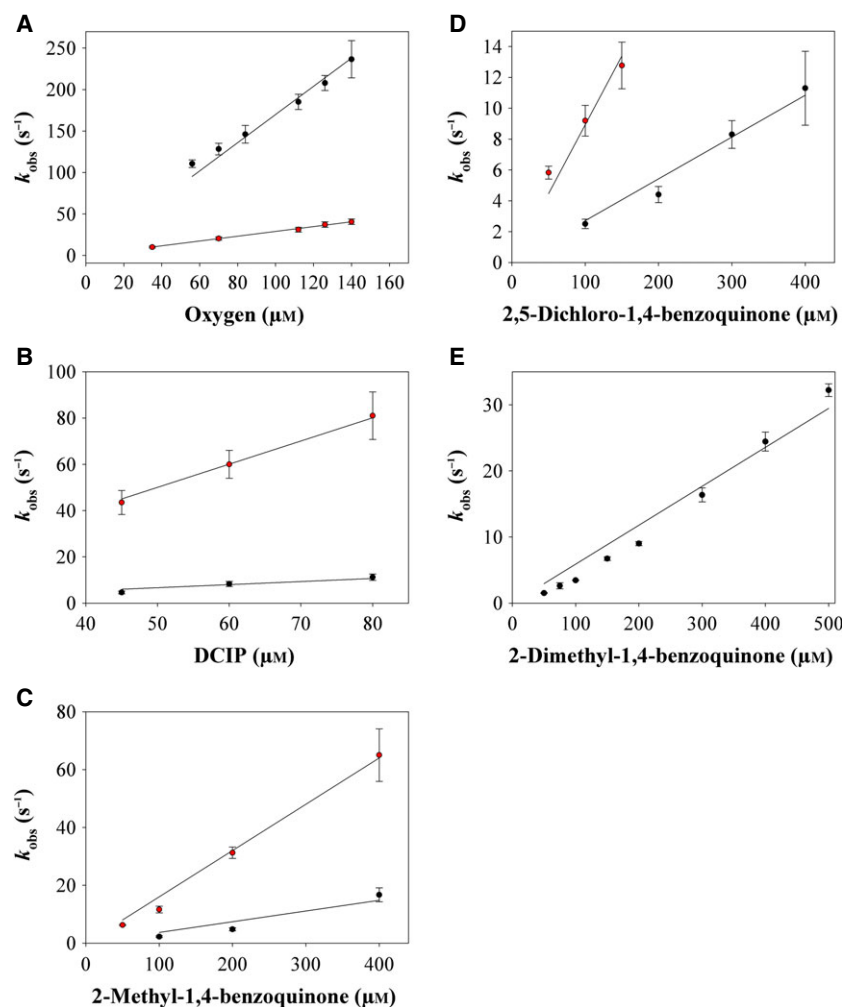 A
k_obs (s⁻¹)
250
200
150
100
50
0
0 20 40 60 80 100 120 140 160
Oxygen (μM)
B
k_obs (s⁻¹)
100
80
60
40
20
0
40 50 60 70 80
DCIP (μM)
C
k_obs (s⁻¹)
80
60
40
20
0
0 100 200 300 400
2-Methyl-1,4-benzoquinone (μM)
D
k_obs (s⁻¹)
14
12
10
8
6
4
2
0
0 100 200 300 400
2,5-Dichloro-1,4-benzoquinone (μM)
E
k_obs (s⁻¹)
30
20
10
0
0 100 200 300 400 500
2-Dimethyl-1,4-benzoquinone (μM)